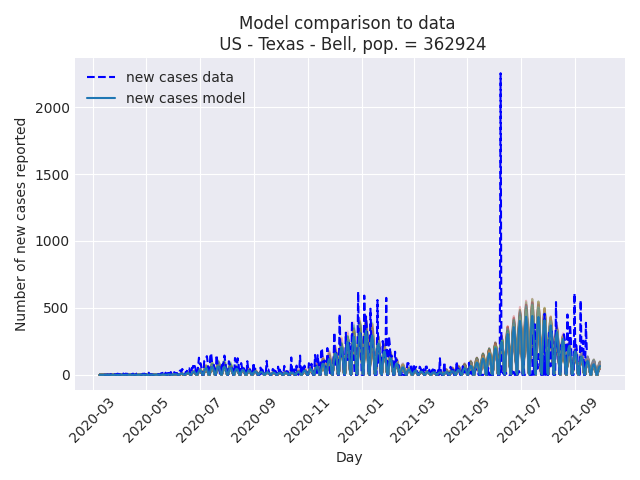 Model comparison to data
US - Texas - Bell, pop. = 362924
new cases data
new cases model
Number of new cases reported
2000
1500
1000
500
0
2020-03
2020-05
2020-07
2020-09
2020-11
2021-01
2021-03
2021-05
2021-07
2021-09
Day